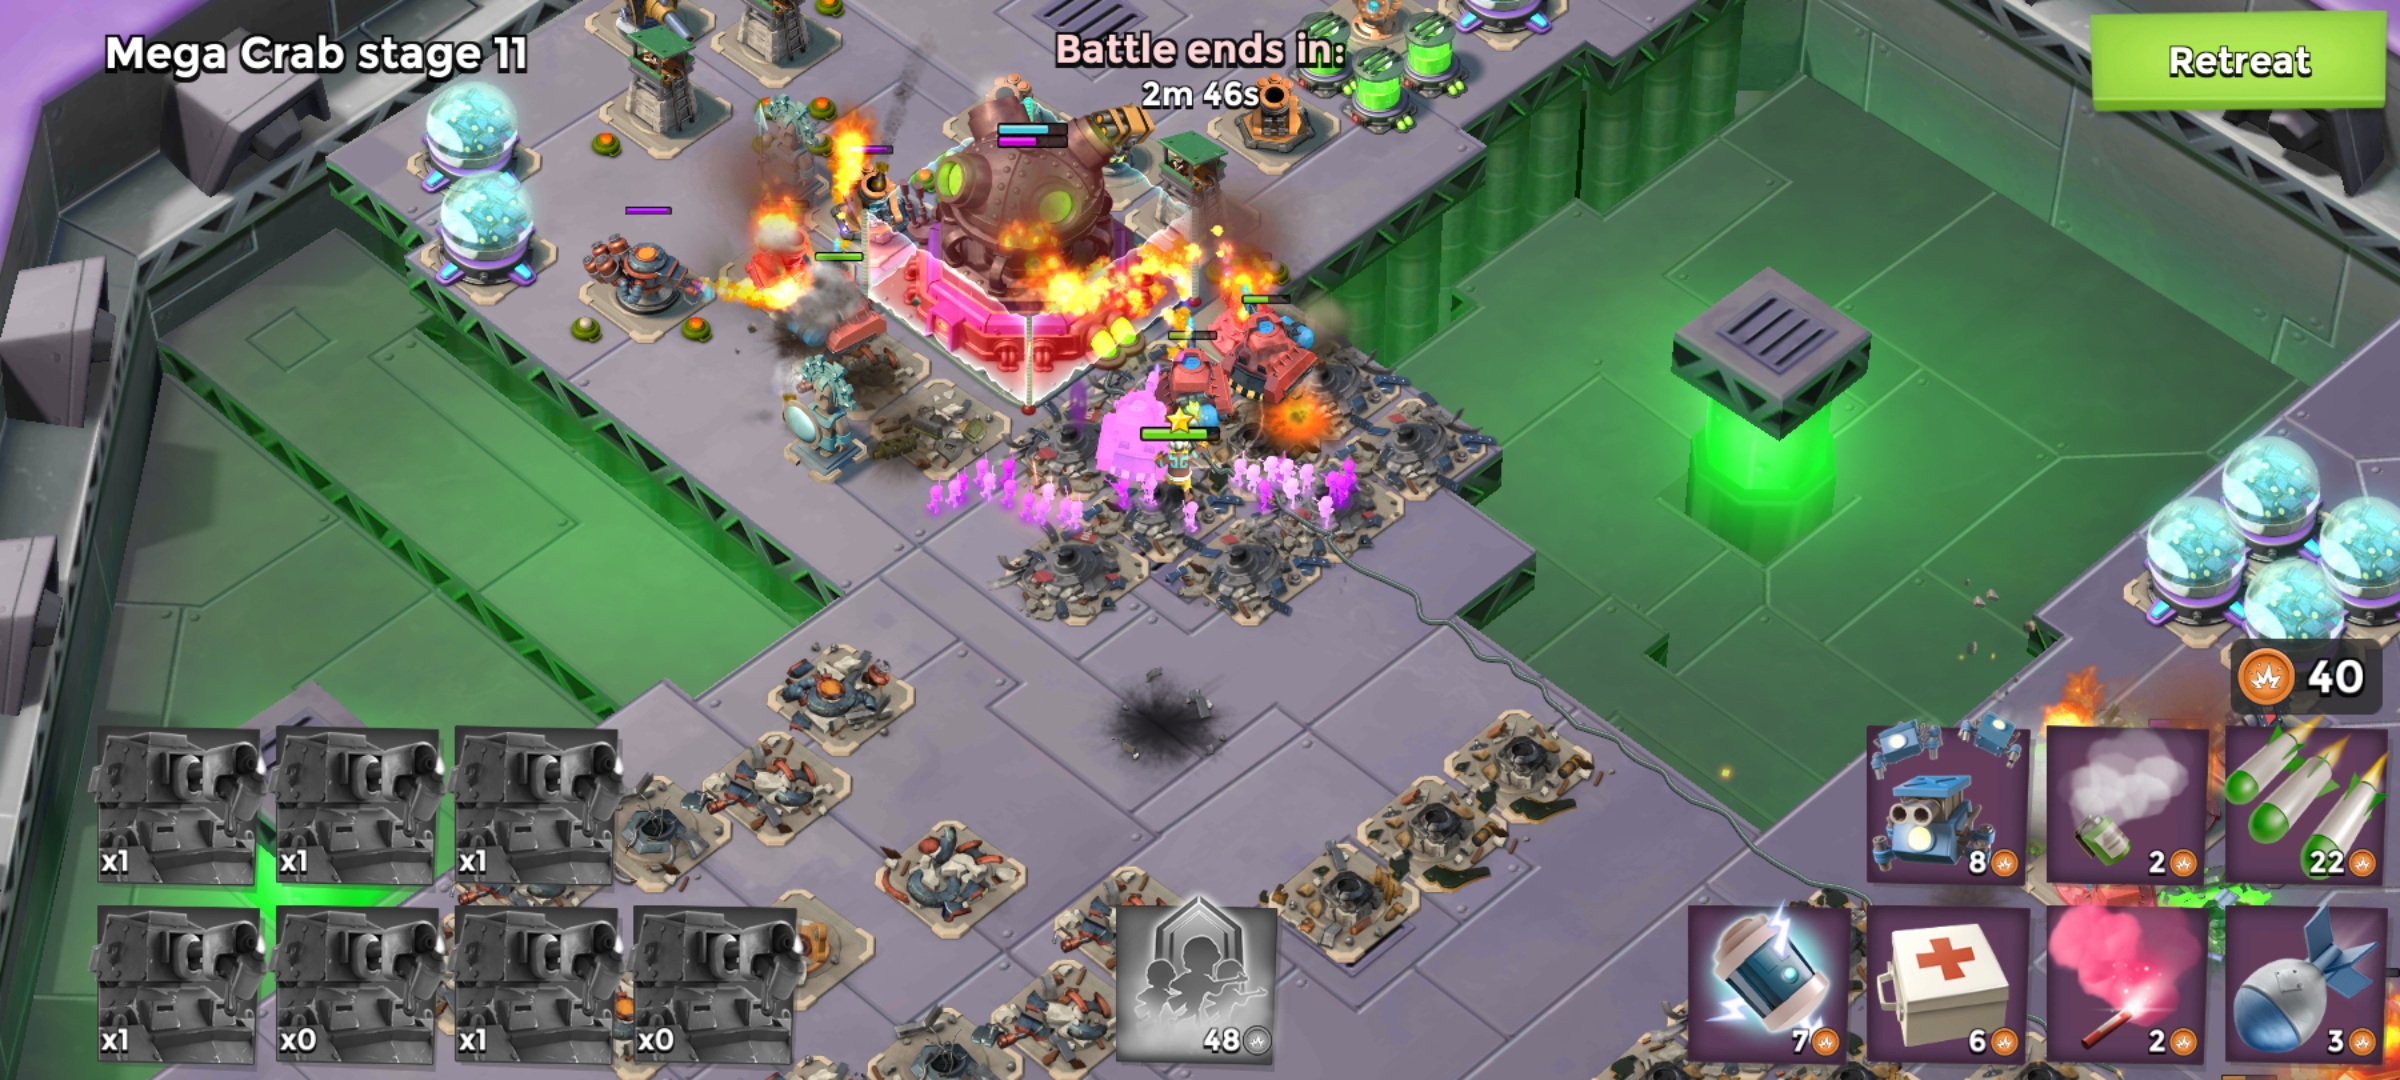 Mega Crab stage 11
Battle ends in:
2m 46s
Retreat
40
x1
x1
x1
8
2
22
x1
x0
x1
x0
48
7
6
2
3